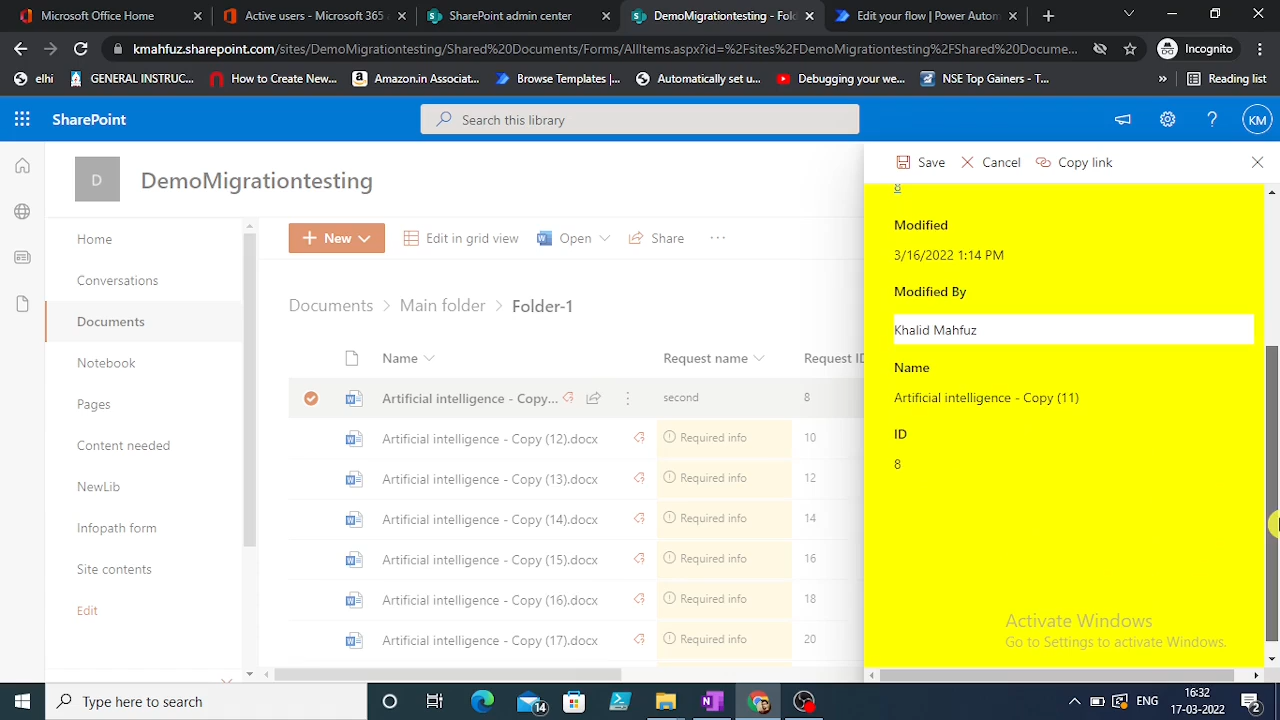 Home - Microsoft 365
Active users - Microsoft 365
SharePoint admin center
DemoMigrationtesting - Fol
Edit your flow | Power Autom
kmahfuz.sharepoint.com/sites/DemoMigrationtesting/Shared%20Documents/Forms/AllItems.aspx?id=%2Fsites%2FDemoMigrationtesting%2FShared%20Docume...
Incognito
elhi
GENERAL INSTRUC...
How to Create New...
Amazon.in Associat...
Browse Templates |...
Automatically set u...
Debugging your we...
NSE Top Gainers - T...
»
Reading list
SharePoint
Search this library
KM
D
DemoMigrationtesting
Save
Cancel
Copy link
Home
Conversations
Documents
Notebook
Pages
Content needed
NewLib
Infopath form
Site contents
Edit
New
Edit in grid view
Open
Share
Documents > Main folder > Folder-1
Name
Request name
Request ID
Artificial intelligence - Copy... second 8
Artificial intelligence - Copy (12).docx Required info 10
Artificial intelligence - Copy (13).docx Required info 12
Artificial intelligence - Copy (14).docx Required info 14
Artificial intelligence - Copy (15).docx Required info 16
Artificial intelligence - Copy (16).docx Required info 18
Artificial intelligence - Copy (17).docx Required info 20
8
Modified
3/16/2022 1:14 PM
Modified By
Khalid Mahfuz
Name
Artificial intelligence - Copy (11)
ID
8
Activate Windows
Go to Settings to activate Windows.
Type here to search
14
ENG
16:32
17-03-2022
2